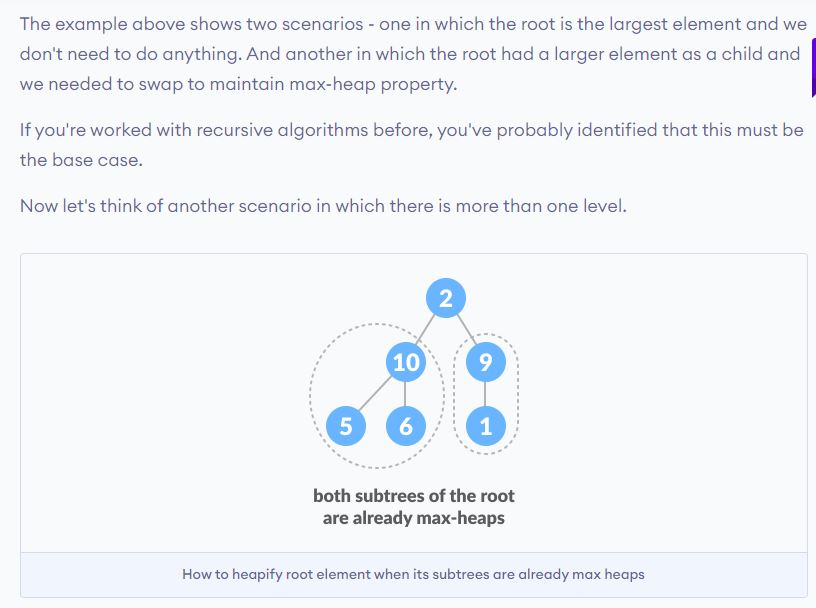 The example above shows two scenarios - one in which the root is the largest element and we
don't need to do anything. And another in which the root had a larger element as a child and
we needed to swap to maintain max-heap property.
If you're worked with recursive algorithms before, you've probably identified that this must be
the base case.
Now let's think of another scenario in which there is more than one level.
2
10 9
5 6 1
both subtrees of the root
are already max-heaps
How to heapify root element when its subtrees are already max heaps